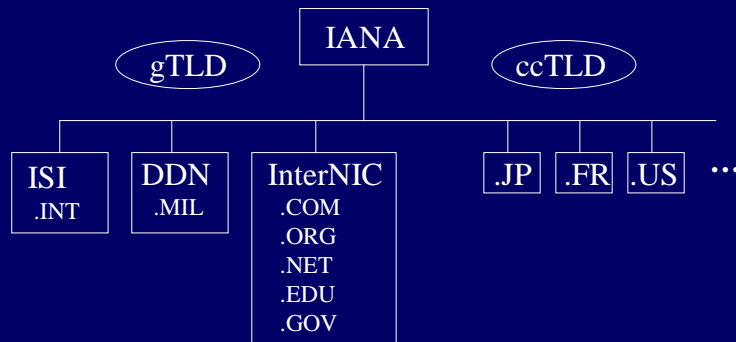 IANA
gTLD
ccTLD
ISI
.INT
DDN
.MIL
InterNIC
.COM
.ORG
.NET
.EDU
.GOV
.JP
.FR
.US
...